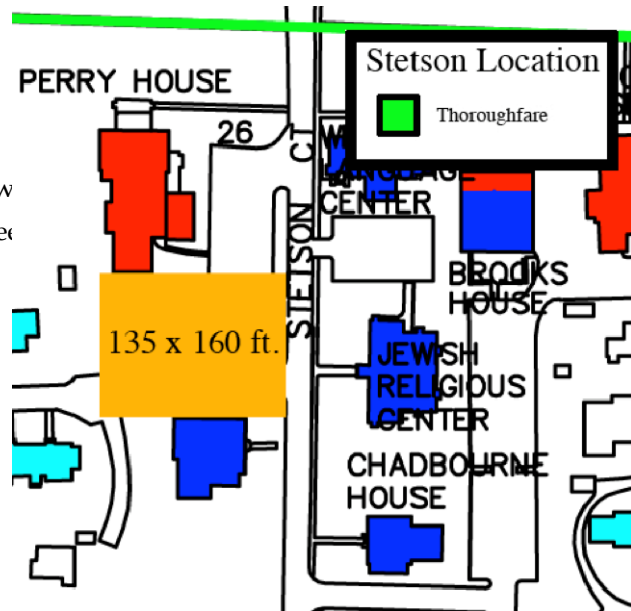 Stetson Location
Thoroughfare
PERRY HOUSE
26
STETSON CT
CENTER
BROOKS
HOUSE
135 x 160 ft.
JEWISH
RELIGIOUS
CENTER
CHADBOURNE
HOUSE